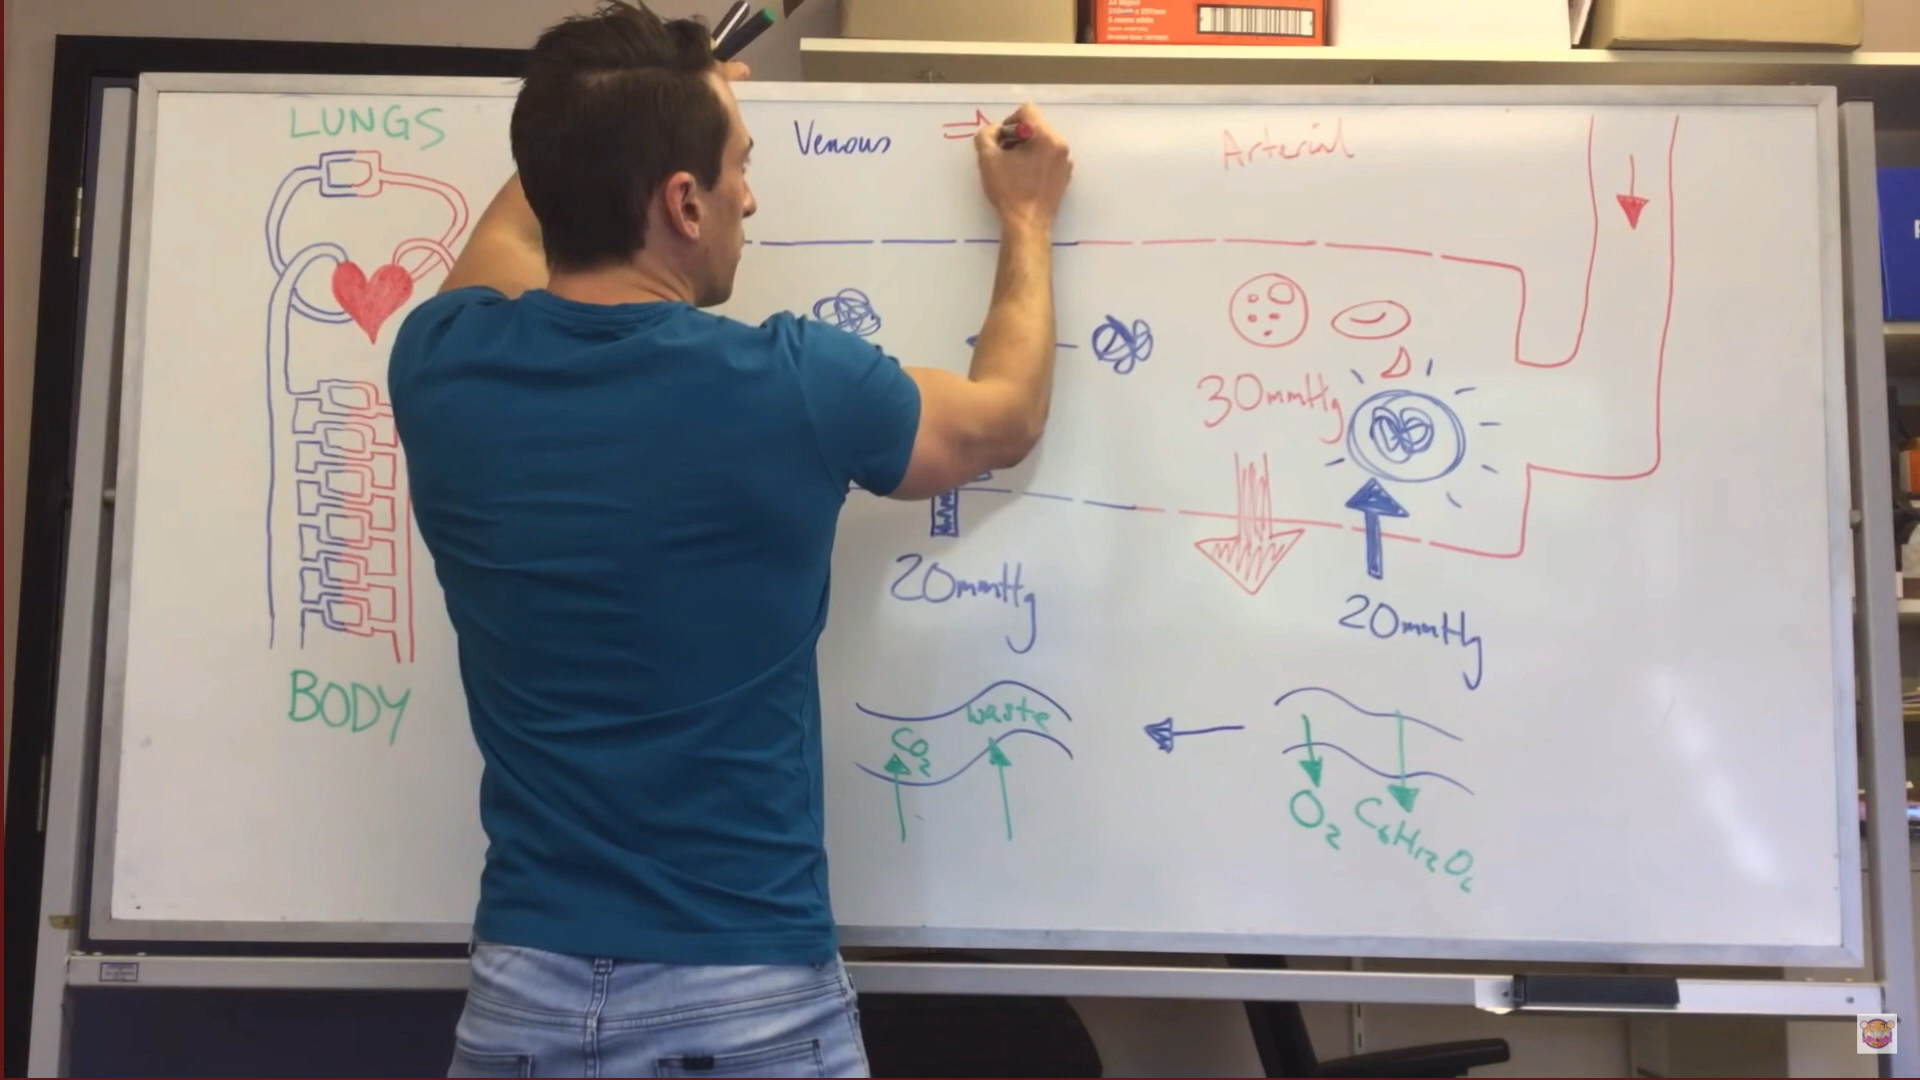 LUNGS
Venous
Arterial
30mmHg
20mmHg
20mmHg
BODY
waste
CO2
O2
C6H12O6